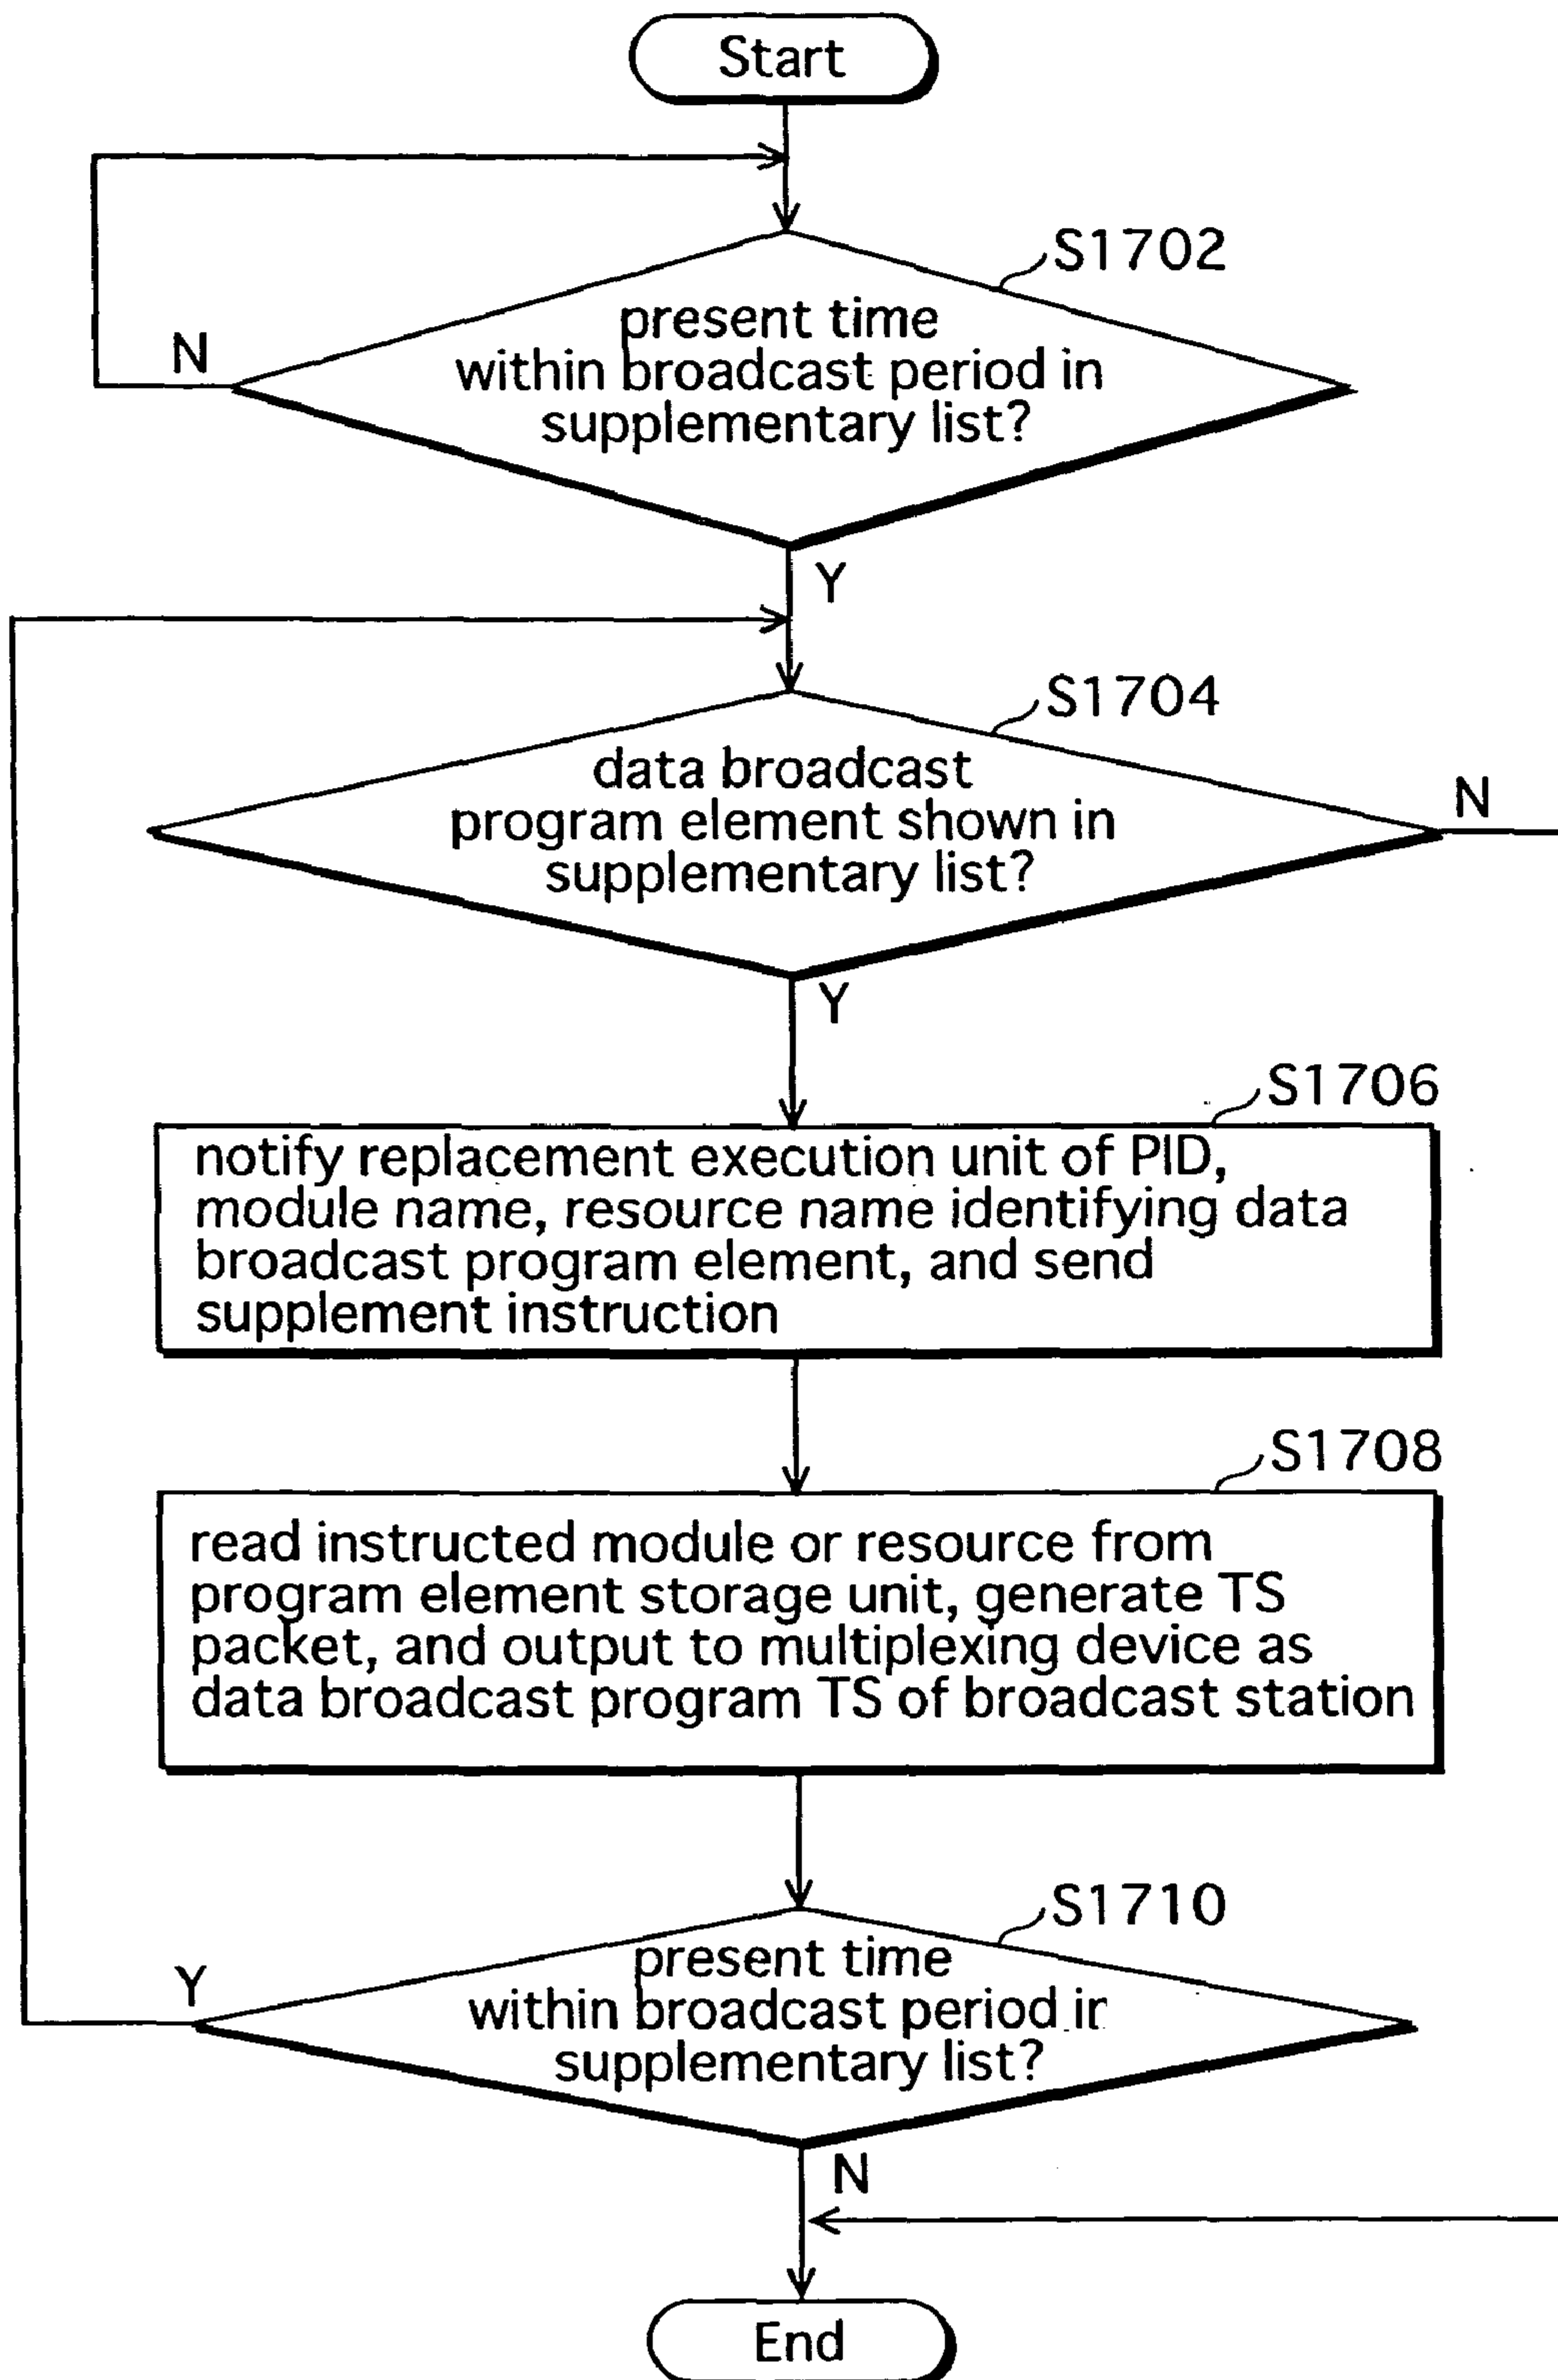 Start
S1702
present time
within broadcast period in
supplementary list?
N
Y
S1704
data broadcast
program element shown in
supplementary list?
N
Y
S1706
notify replacement execution unit of PID,
module name, resource name identifying data
broadcast program element, and send
supplement instruction
S1708
read instructed module or resource from
program element storage unit, generate TS
packet, and output to multiplexing device as
data broadcast program TS of broadcast station
S1710
present time
within broadcast period in
supplementary list?
Y
N
End